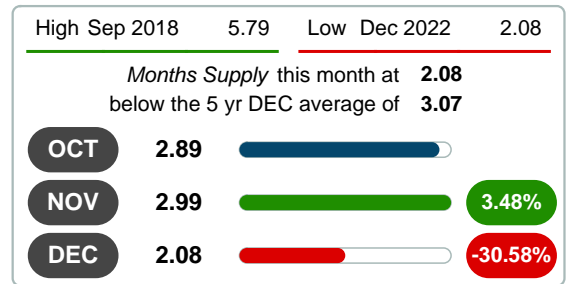 High Sep 2018 5.79 Low Dec 2022 2.08
Months Supply this month at 2.08
below the 5 yr DEC average of 3.07
OCT 2.89
NOV 2.99 3.48%
DEC 2.08 -30.58%